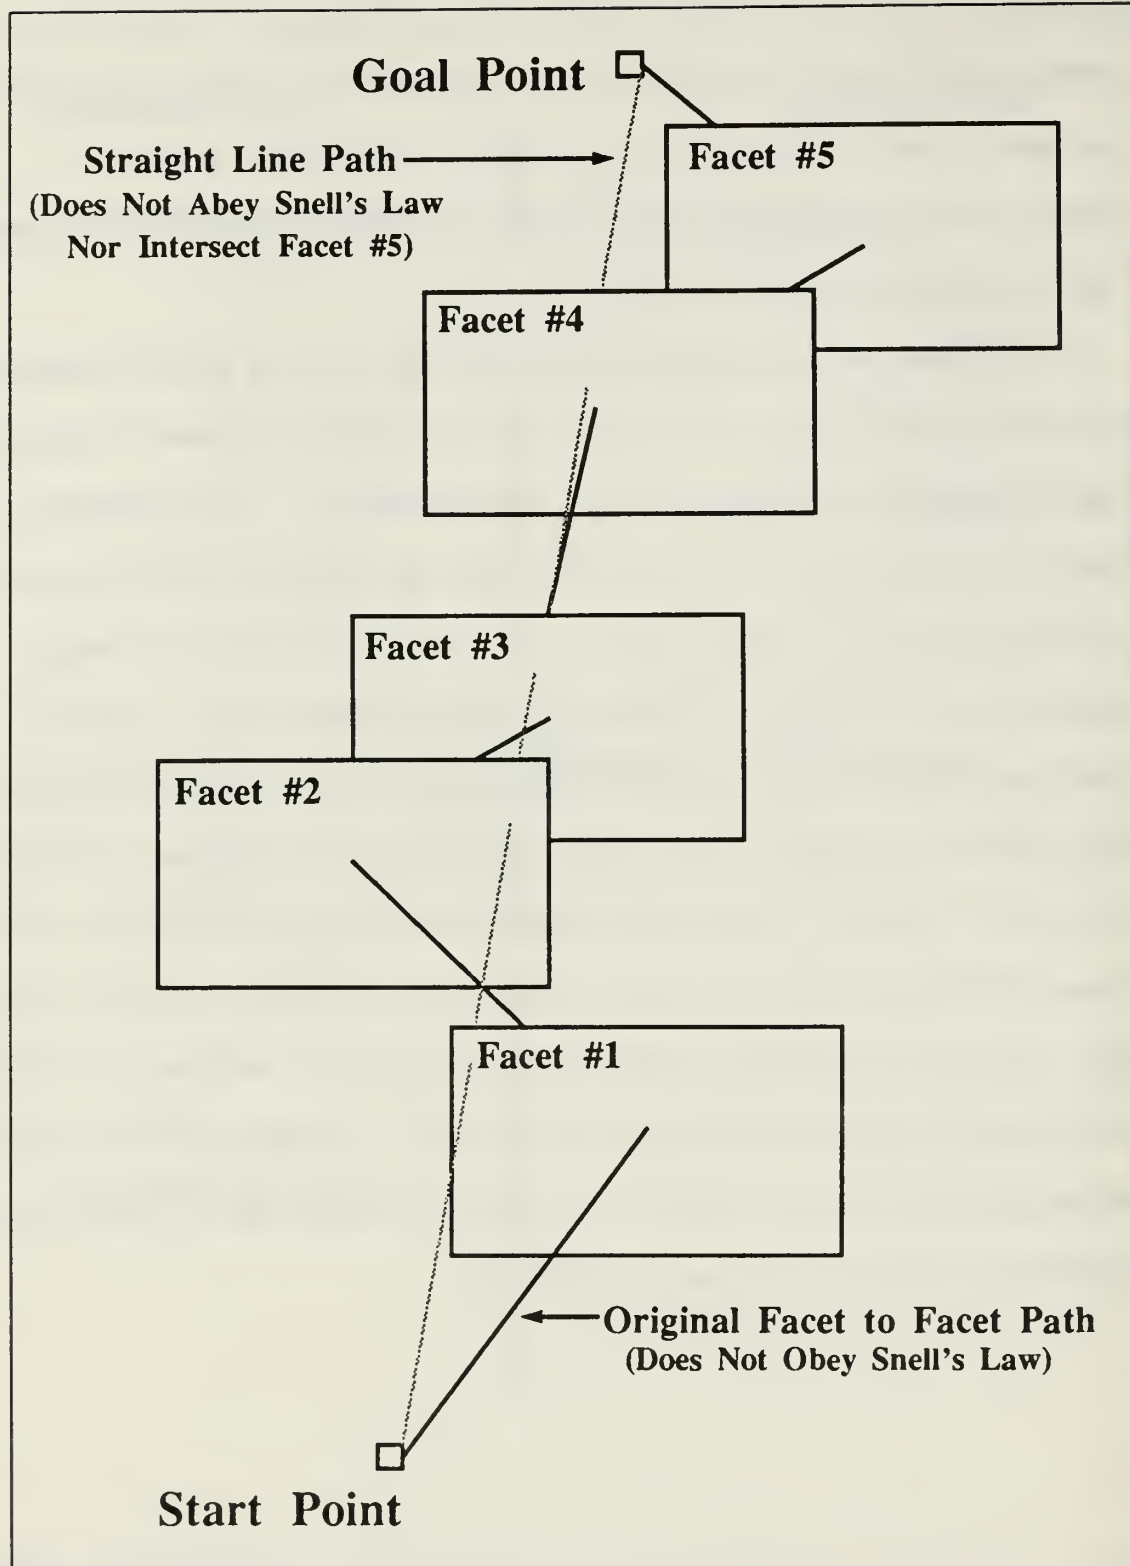 Goal Point
Straight Line Path
(Does Not Abey Snell's Law
Nor Intersect Facet #5)
Facet #5
Facet #4
Facet #3
Facet #2
Facet #1
Original Facet to Facet Path
(Does Not Obey Snell's Law)
Start Point